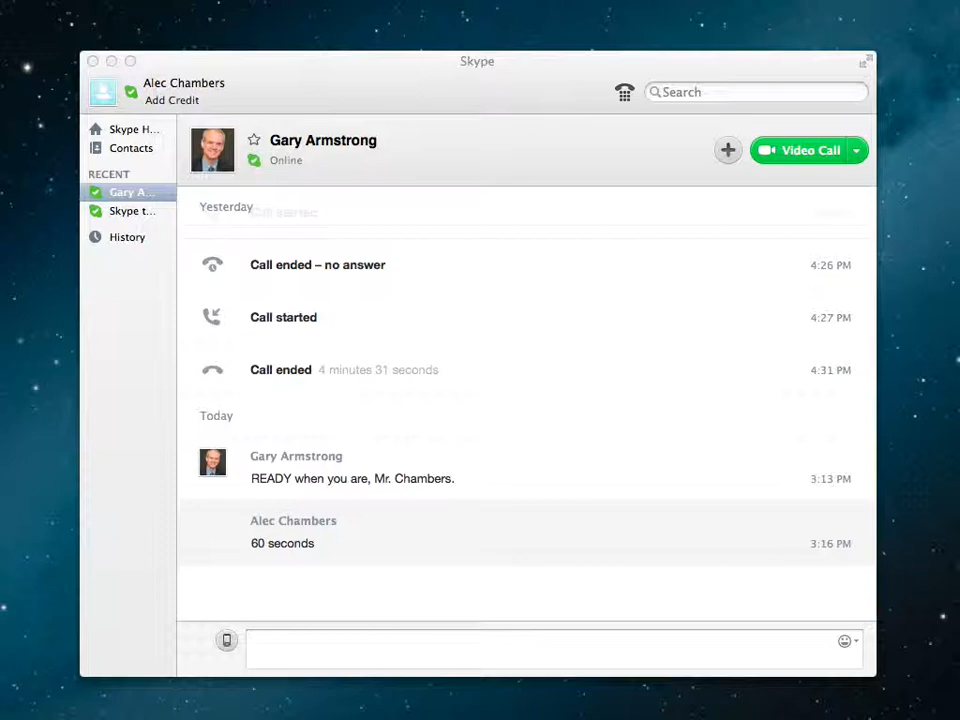 Skype
Alec Chambers
Add Credit
Search
Skype H...
Contacts
RECENT
Gary A...
Skype t...
History
Gary Armstrong
Online
Video Call
Yesterday
Call started
Call ended – no answer 4:26 PM
Call started 4:27 PM
Call ended 4 minutes 31 seconds 4:31 PM
Today
Gary Armstrong
READY when you are, Mr. Chambers. 3:13 PM
Alec Chambers
60 seconds 3:16 PM